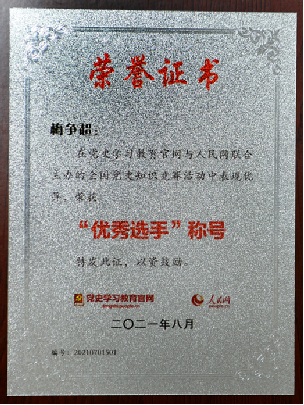 荣誉证书
梅争超：
在党史学习教育官网与人民网联合
主办的全国党史知识竞赛活动中表现优
异，荣获
“优秀选手”称号
特发此证，以资鼓励。
党史学习教育官网 人民网
二〇二一年八月